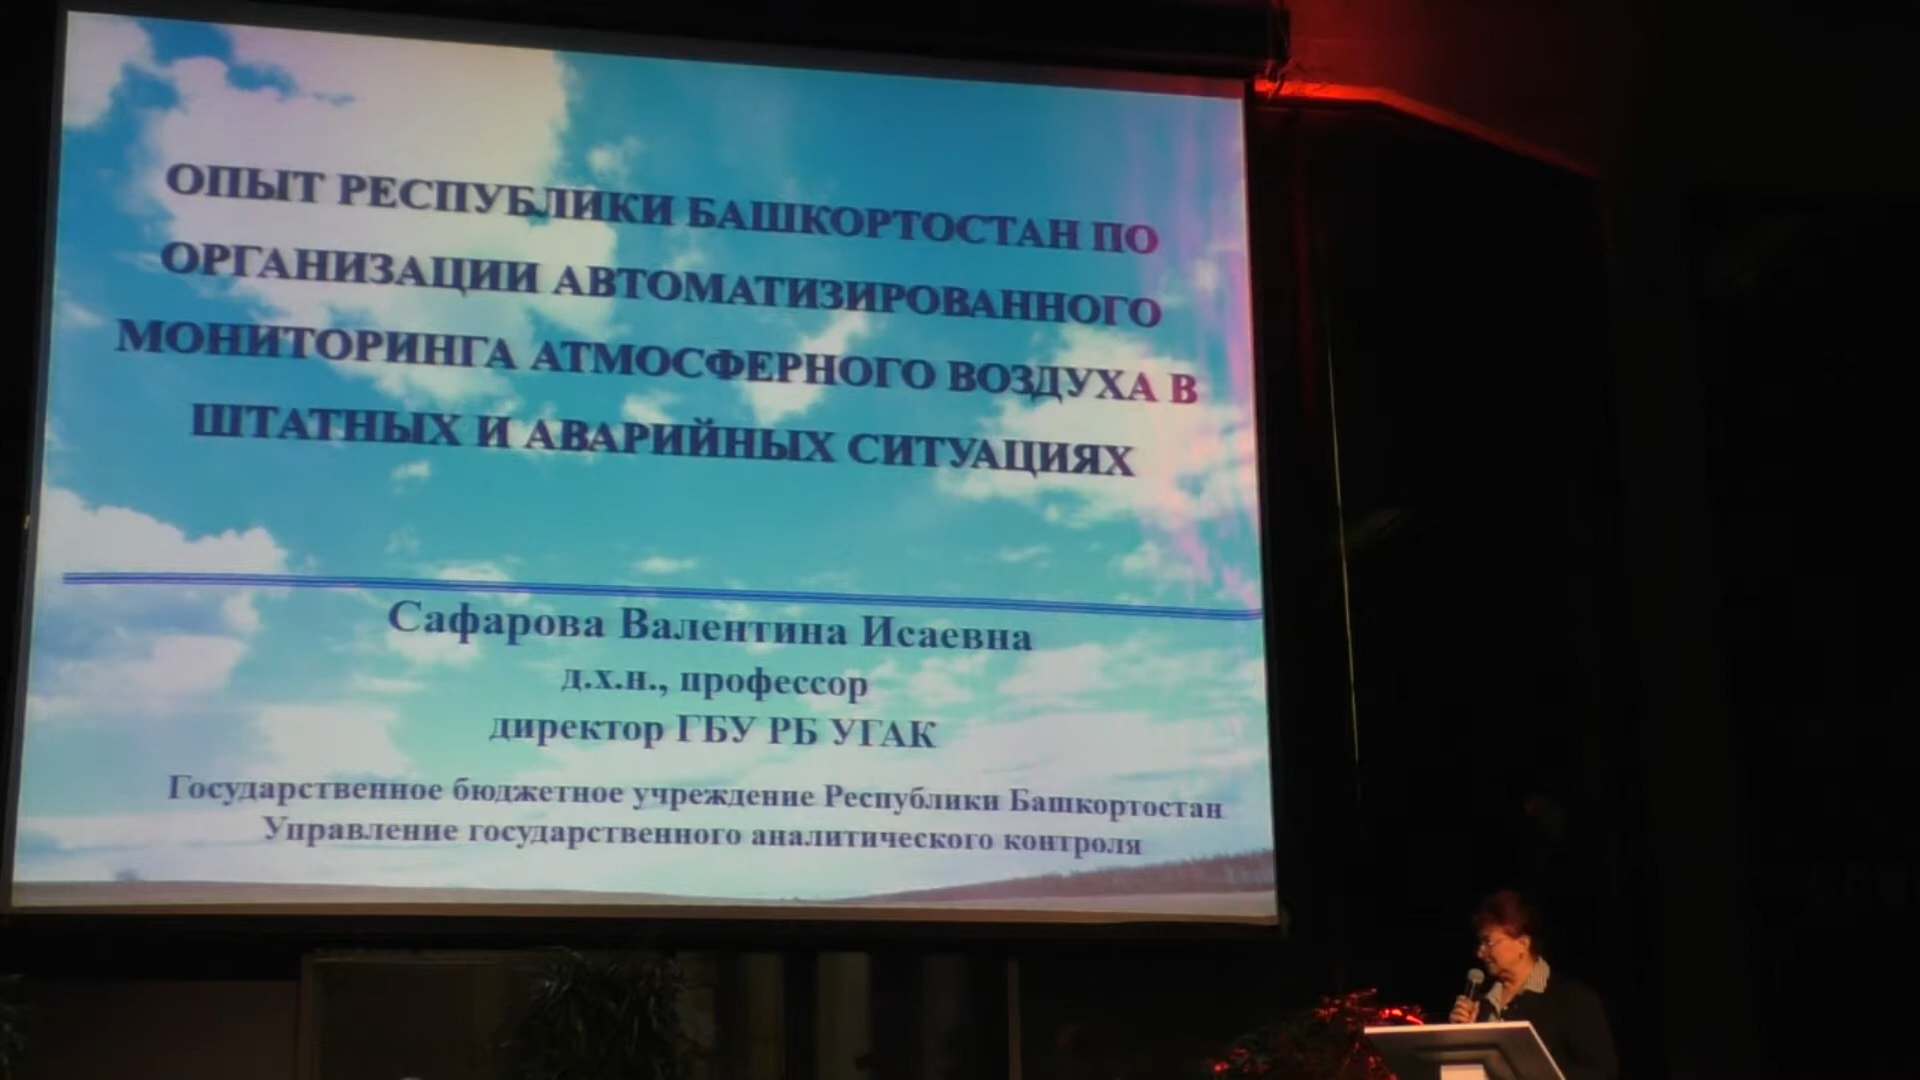 ОПЫТ РЕСПУБЛИКИ БАШКОРТОСТАН ПО
ОРГАНИЗАЦИИ АВТОМАТИЗИРОВАННОГО
МОНИТОРИНГА АТМОСФЕРНОГО ВОЗДУХА В
ШТАТНЫХ И АВАРИЙНЫХ СИТУАЦИЯХ
Сафарова Валентина Исаевна
д.х.н., профессор
директор ГБУ РБ УГАК
Государственное бюджетное учреждение Республики Башкортостан
Управление государственного аналитического контроля